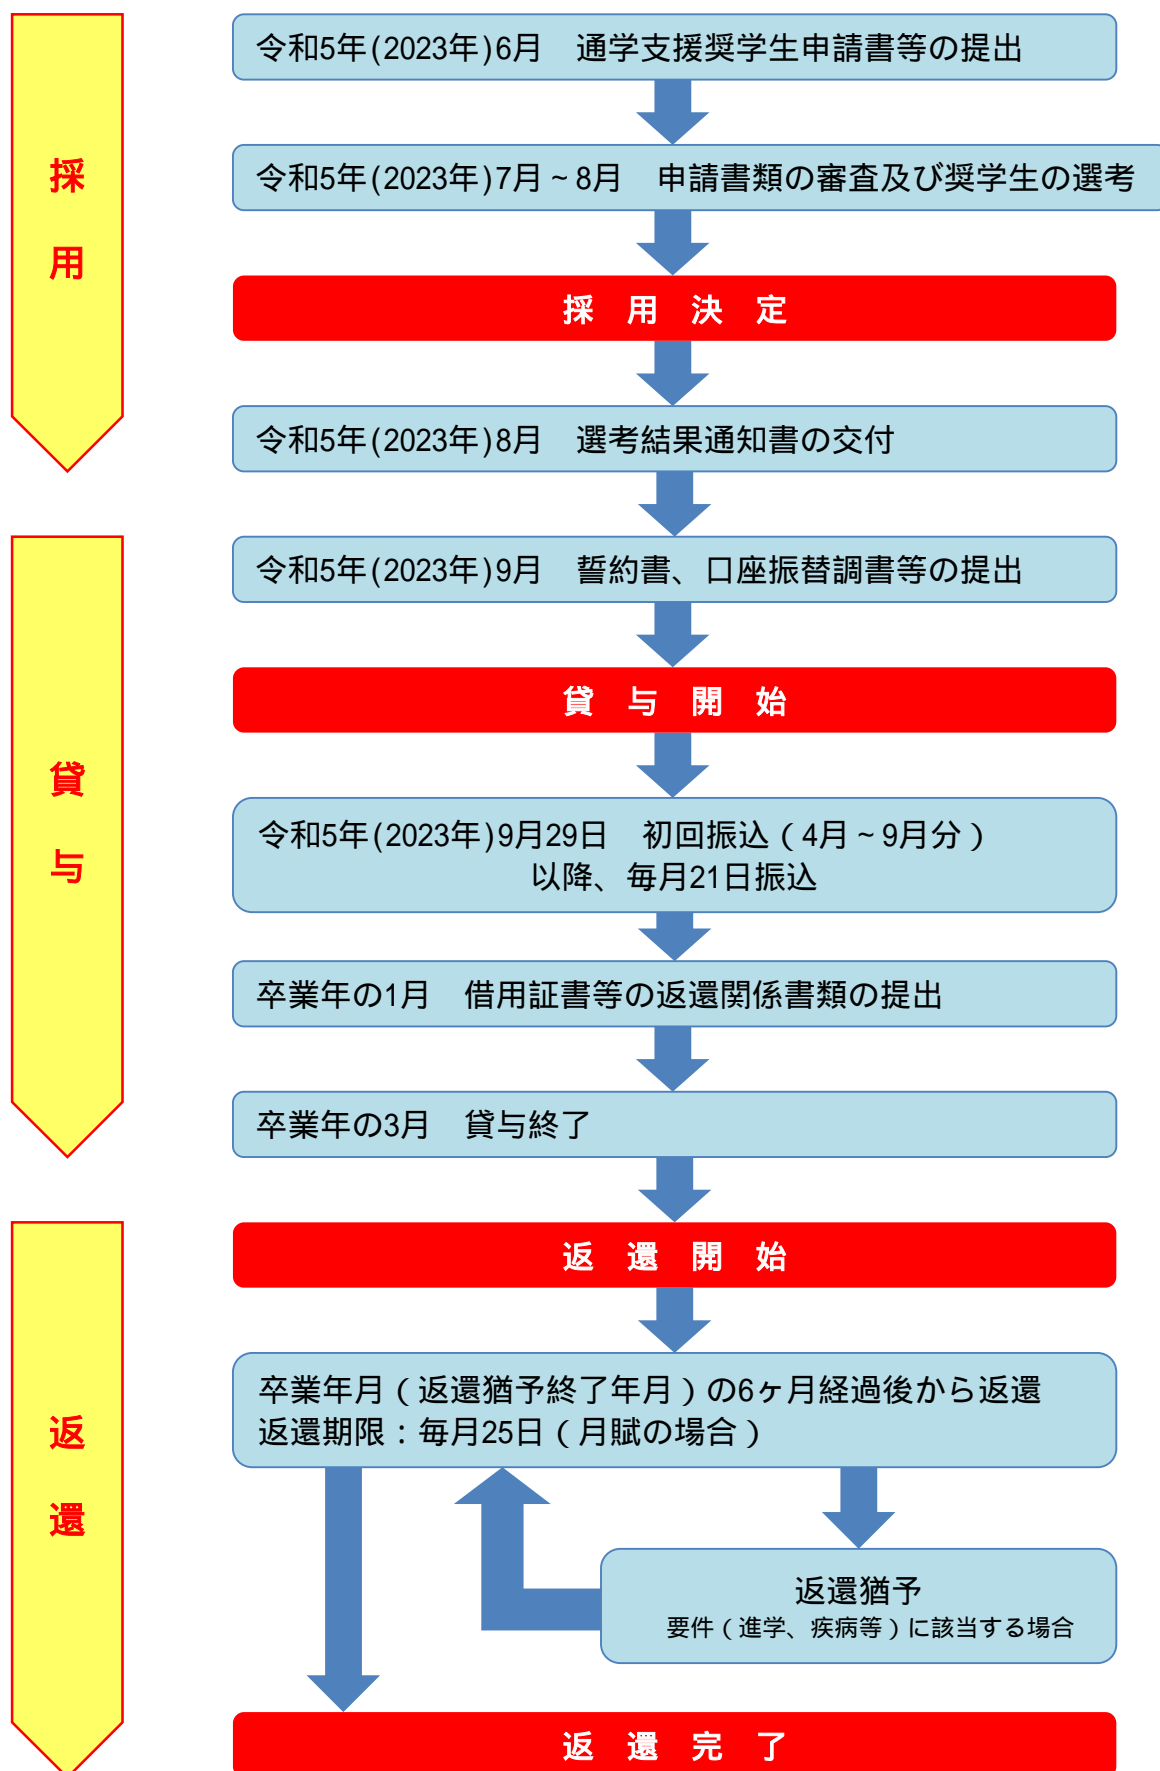 採
用
令和5年(2023年)6月　通学支援奨学生申請書等の提出
令和5年(2023年)7月～8月　申請書類の審査及び奨学生の選考
採　用　決　定
令和5年(2023年)8月　選考結果通知書の交付
貸
与
令和5年(2023年)9月　誓約書、口座振替調書等の提出
貸　与　開　始
令和5年(2023年)9月29日　初回振込（4月～9月分）
以降、毎月21日振込
卒業年の1月　借用証書等の返還関係書類の提出
卒業年の3月　貸与終了
返
還
返　還　開　始
卒業年月（返還猶予終了年月）の6ヶ月経過後から返還
返還期限：毎月25日（月賦の場合）
返還猶予
要件（進学、疾病等）に該当する場合
返　還　完　了